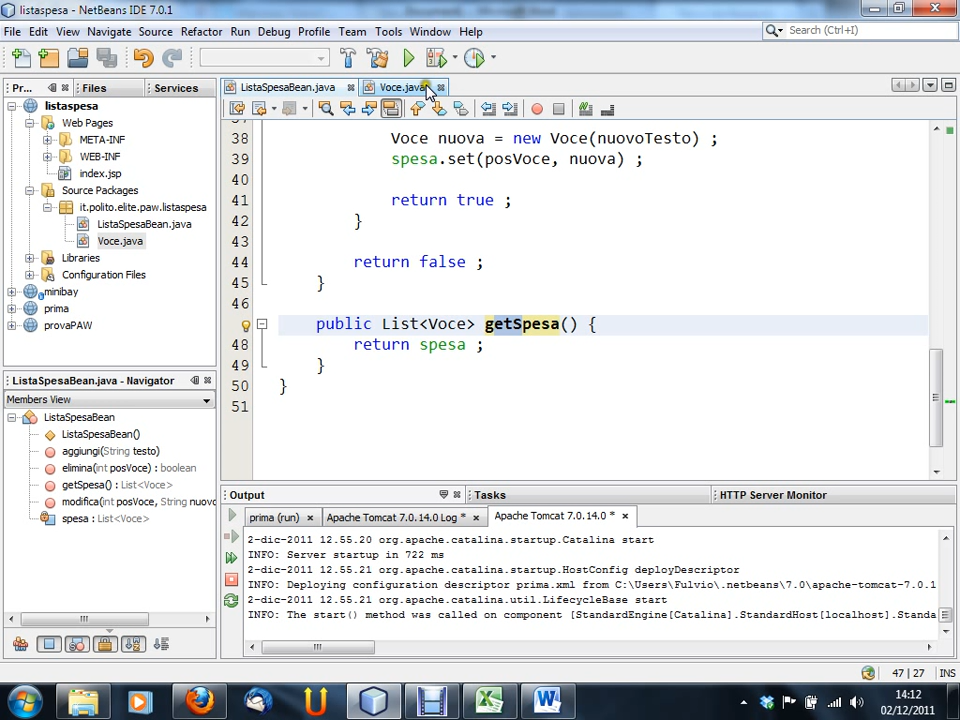 listaspesa - NetBeans IDE 7.0.1
File Edit View Navigate Source Refactor Run Debug Profile Team Tools Window Help
Search (Ctrl+I)
Pr... Files Services
listaspesa
Web Pages
META-INF
WEB-INF
index.jsp
Source Packages
it.polito.elite.paw.listaspesa
ListaSpesaBean.java
Voce.java
Libraries
Configuration Files
minibay
prima
provaPAW
ListaSpesaBean.java - Navigator
Members View
ListaSpesaBean
ListaSpesaBean()
aggiungi(String testo)
elimina(int posVoce) : boolean
getSpesa() : List<Voce>
modifica(int posVoce, String nuovo
spesa : List<Voce>
ListaSpesaBean.java Voce.java
37
38 Voce nuova = new Voce(nuovoTesto) ;
39 spesa.set(posVoce, nuova) ;
40
41 return true ;
42 }
43
44 return false ;
45 }
46
public List<Voce> getSpesa() {
48 return spesa ;
49 }
50 }
51
Output Tasks HTTP Server Monitor
prima (run) Apache Tomcat 7.0.14.0 Log * Apache Tomcat 7.0.14.0 *
2-dic-2011 12.55.20 org.apache.catalina.startup.Catalina start
INFO: Server startup in 722 ms
2-dic-2011 12.55.21 org.apache.catalina.startup.HostConfig deployDescriptor
INFO: Deploying configuration descriptor prima.xml from C:\Users\Fulvio\.netbeans\7.0\apache-tomcat-7.0.1
2-dic-2011 12.55.21 org.apache.catalina.util.LifecycleBase start
INFO: The start() method was called on component [StandardEngine[Catalina].StandardHost[localhost].Standa
47 | 27 INS
14:12
02/12/2011